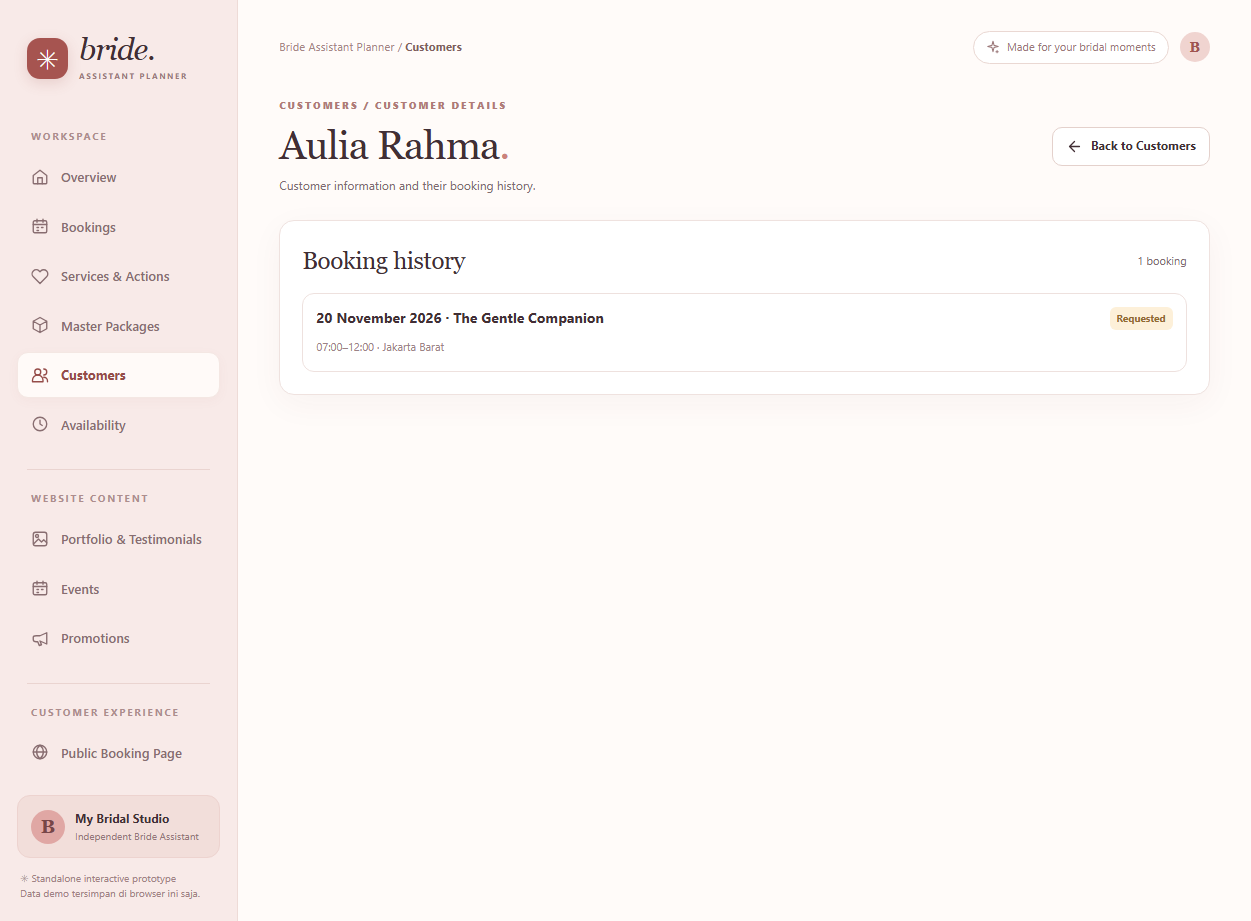 bride.
ASSISTANT PLANNER
WORKSPACE
Overview
Bookings
Services & Actions
Master Packages
Customers
Availability
WEBSITE CONTENT
Portfolio & Testimonials
Events
Promotions
CUSTOMER EXPERIENCE
Public Booking Page
B
My Bridal Studio
Independent Bride Assistant
✳ Standalone interactive prototype
Data demo tersimpan di browser ini saja.
Bride Assistant Planner / Customers
Made for your bridal moments
B
CUSTOMERS / CUSTOMER DETAILS
Aulia Rahma.
Customer information and their booking history.
Back to Customers
Booking history
1 booking
20 November 2026 · The Gentle Companion
Requested
07:00–12:00 · Jakarta Barat